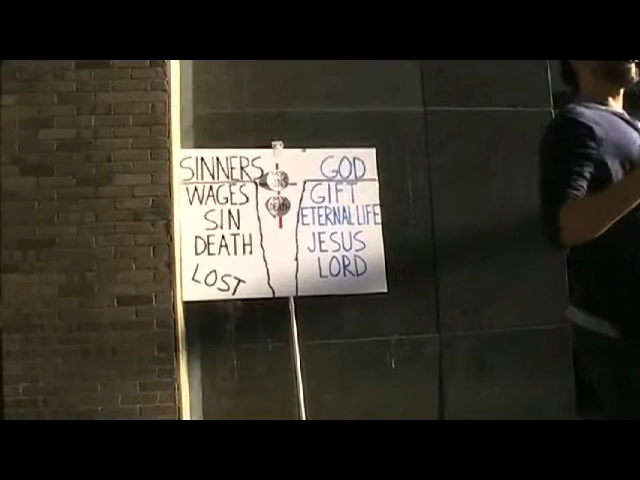 SINNERS
WAGES
SIN
DEATH
LOST
GOD
GIFT
ETERNAL LIFE
JESUS
LORD